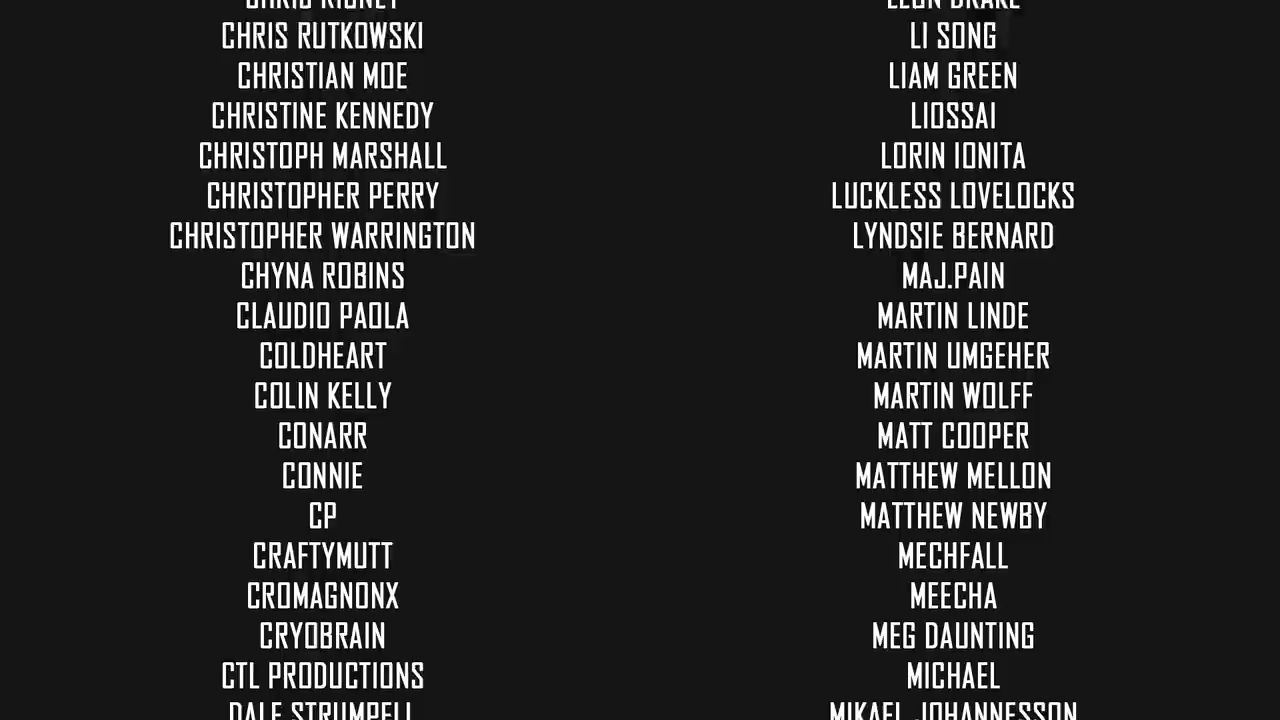 CHRIS RUTKOWSKI
CHRISTIAN MOE
CHRISTINE KENNEDY
CHRISTOPH MARSHALL
CHRISTOPHER PERRY
CHRISTOPHER WARRINGTON
CHYNA ROBINS
CLAUDIO PAOLA
COLDHEART
COLIN KELLY
CONARR
CONNIE
CP
CRAFTYMUTT
CROMAGNONX
CRYOBRAIN
CTL PRODUCTIONS
DALE STRUMPELL
LEON DRAKE
LI SONG
LIAM GREEN
LIOSSAI
LORIN IONITA
LUCKLESS LOVELOCKS
LYNDSIE BERNARD
MAJ.PAIN
MARTIN LINDE
MARTIN UMGEHER
MARTIN WOLFF
MATT COOPER
MATTHEW MELLON
MATTHEW NEWBY
MECHFALL
MEECHA
MEG DAUNTING
MICHAEL
MIKAEL JOHANNESSON